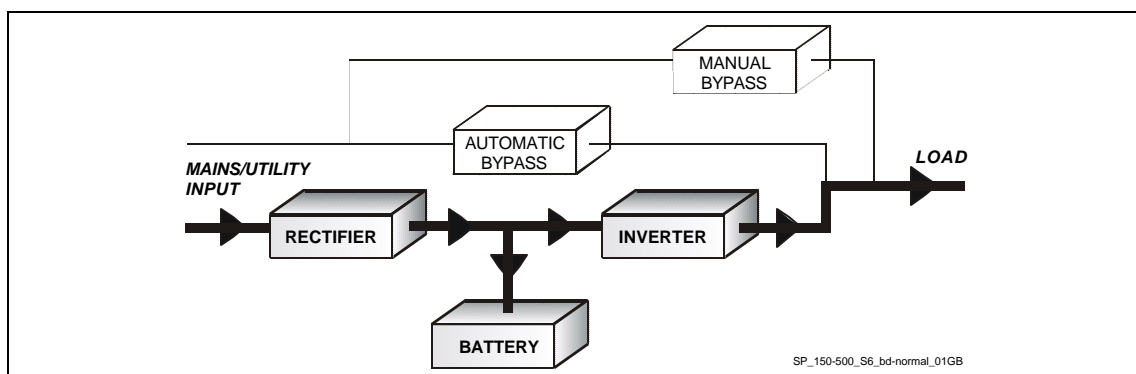 MANUAL
BYPASS
AUTOMATIC
BYPASS
MAINS/UTILITY
INPUT
LOAD
RECTIFIER
INVERTER
BATTERY
SP_150-500_S6_bd-normal_01GB